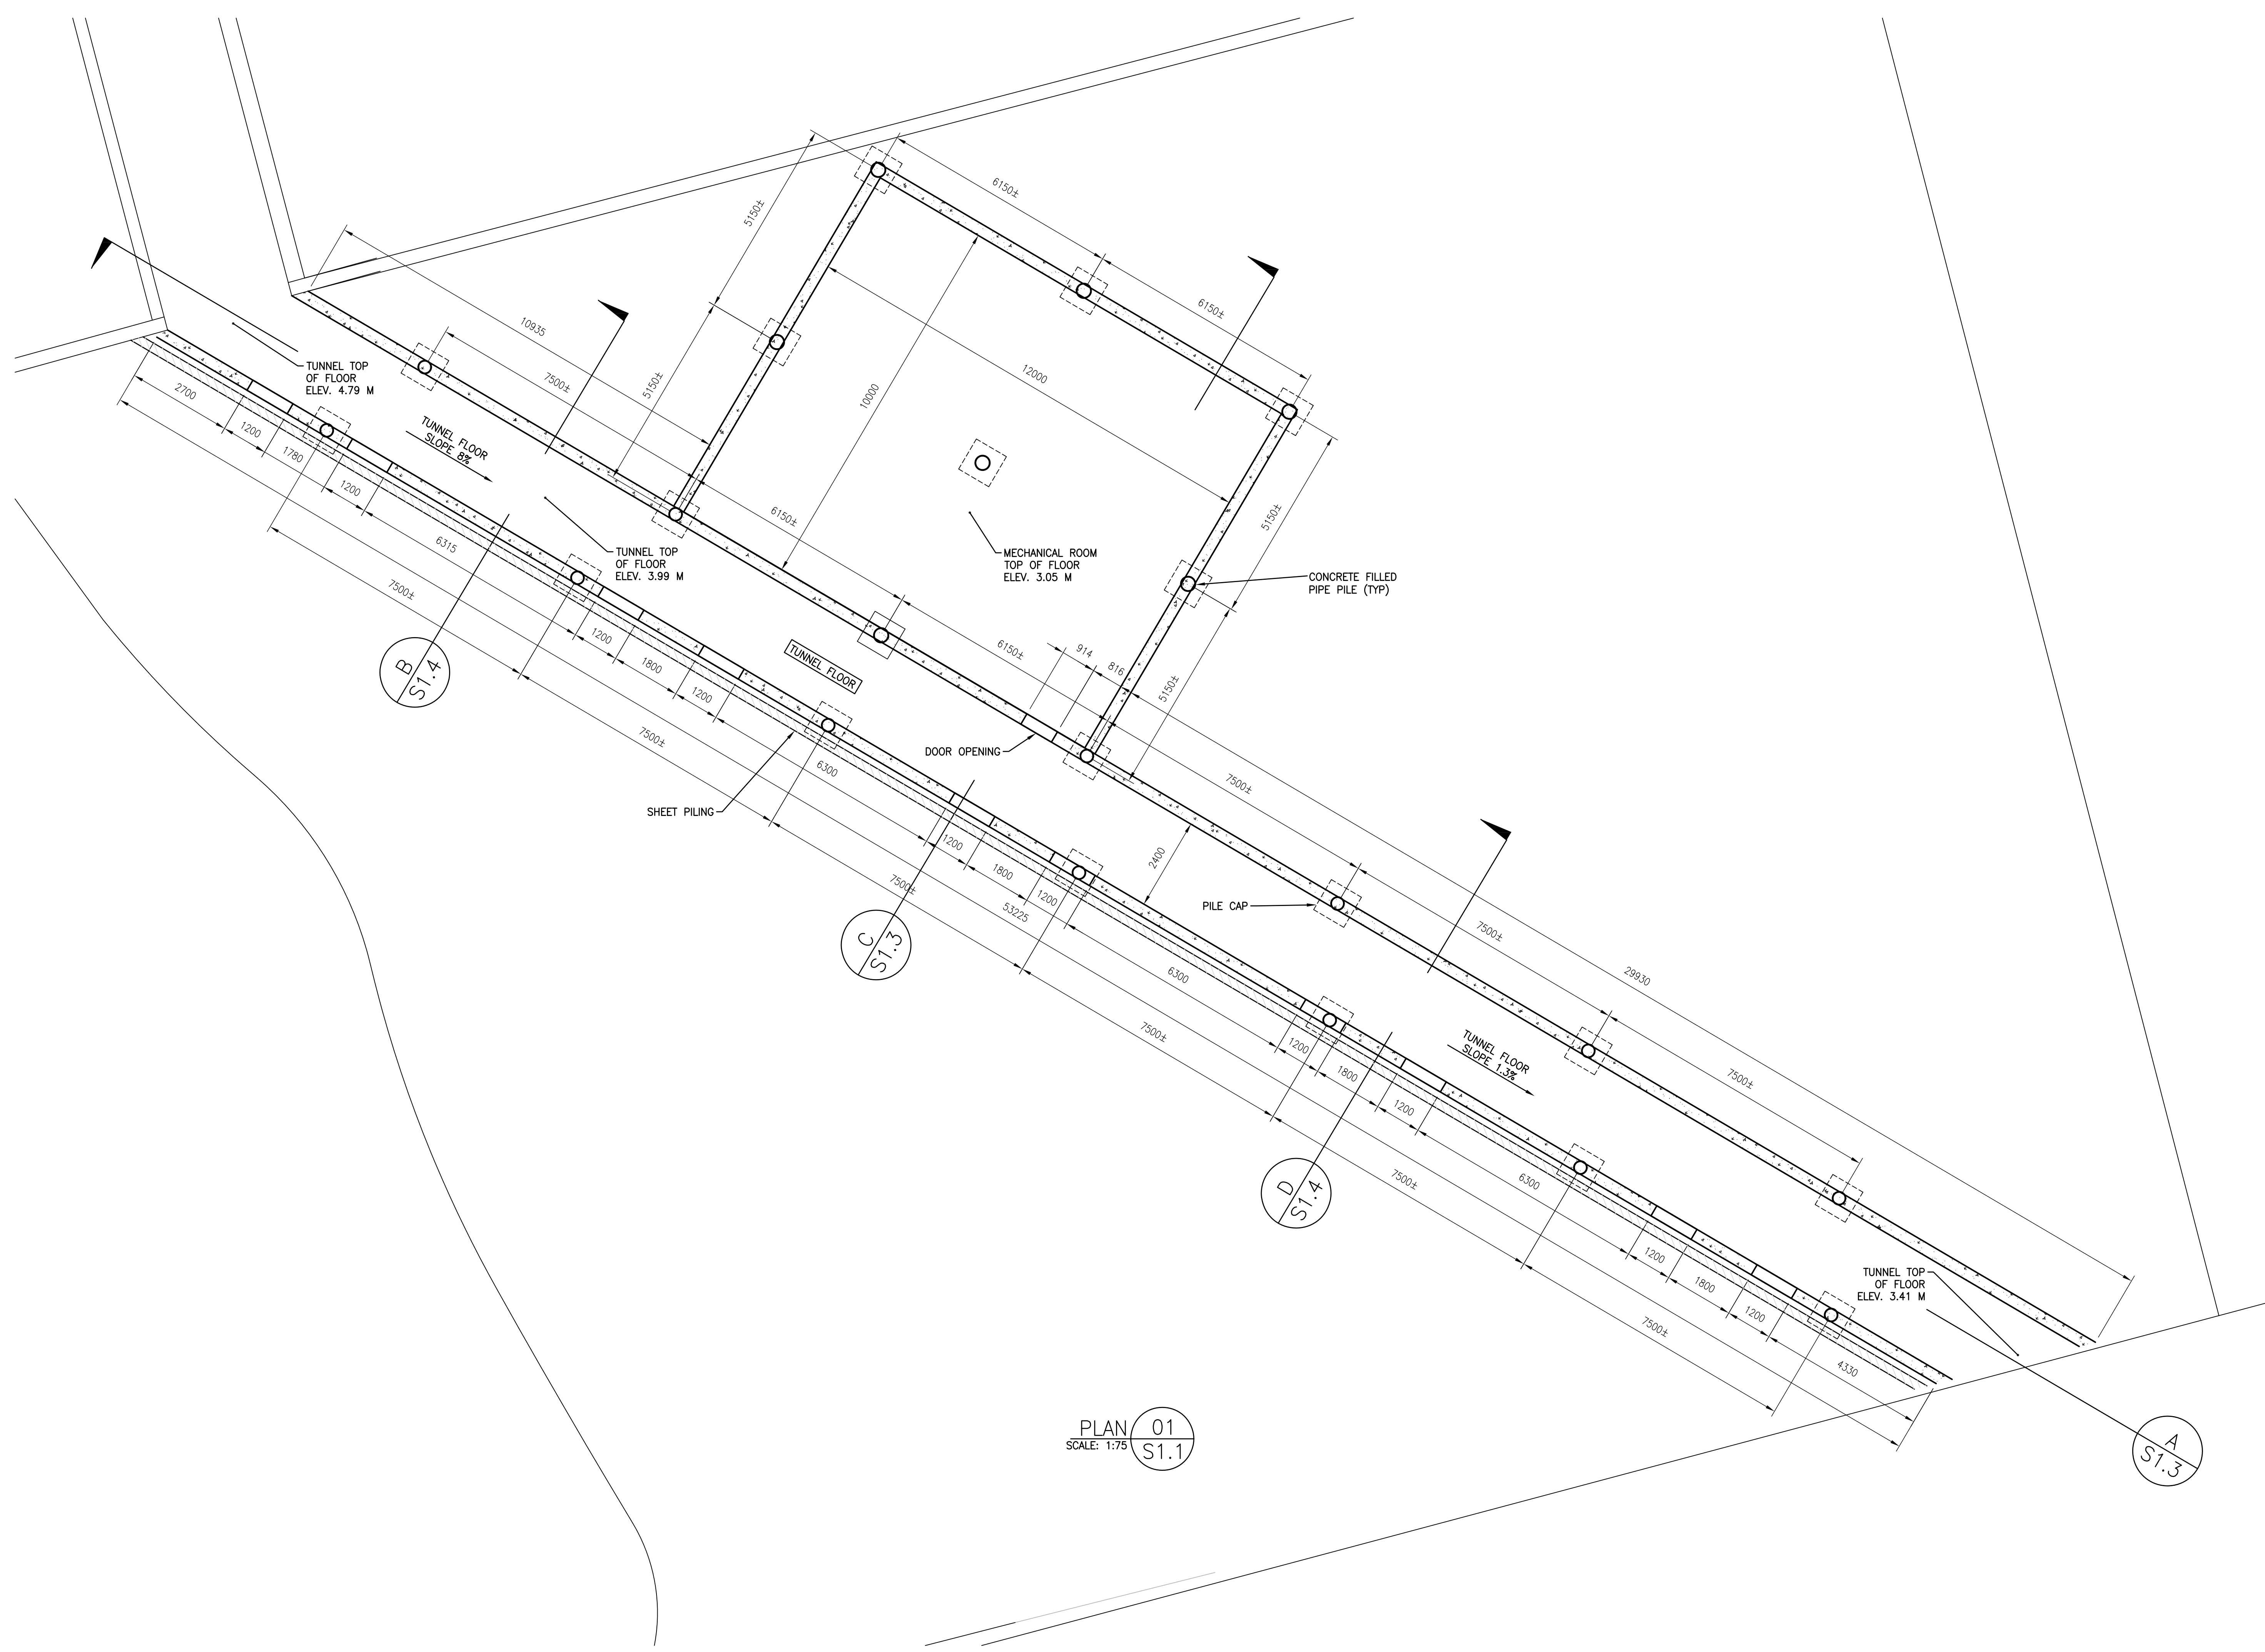 6150±
5150±
6150±
10935
7500±
5150±
10000
12000
TUNNEL TOP
OF FLOOR
ELEV. 4.79 M
TUNNEL FLOOR
SLOPE 8%
2700
1200
1780
1200
6315
7500±
6150±
5150±
TUNNEL TOP
OF FLOOR
ELEV. 3.99 M
MECHANICAL ROOM
TOP OF FLOOR
ELEV. 3.05 M
CONCRETE FILLED
PIPE PILE (TYP)
B
S1.4
1200
1800
1200
TUNNEL FLOOR
6150±
914
816
5150±
7500±
6300
DOOR OPENING
SHEET PILING
7500±
1200
1800
1200
2400
7500±
53225
PILE CAP
7500±
29930
C
S1.3
6300
7500±
1200
1800
1200
TUNNEL FLOOR
SLOPE 1.3%
7500±
D
S1.4
7500±
6300
1200
1800
1200
4330
7500±
TUNNEL TOP
OF FLOOR
ELEV. 3.41 M
PLAN
SCALE: 1:75
01
S1.1
A
S1.3